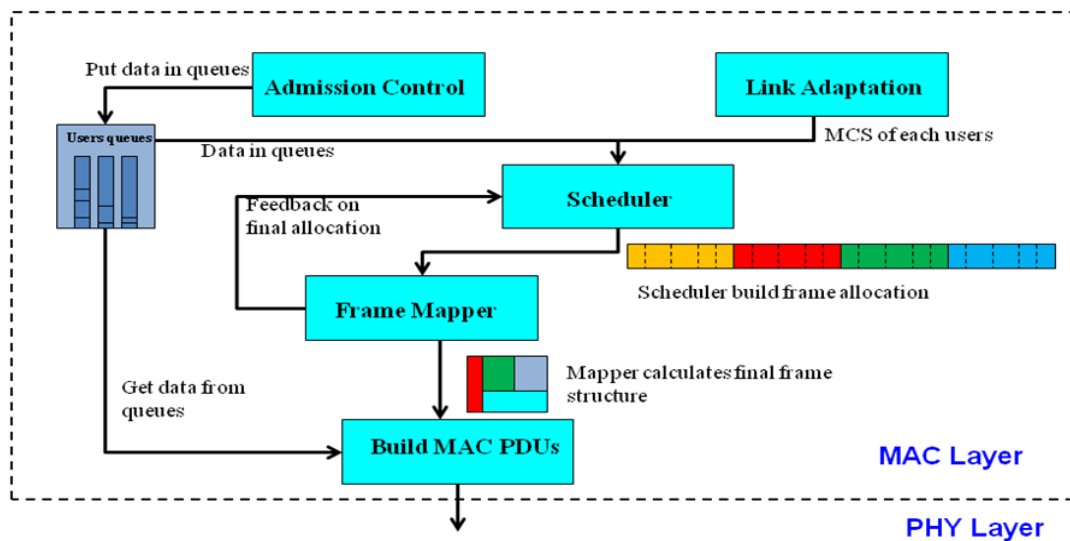 Put data in queues
Admission Control
Link Adaptation
Users queues
Data in queues
MCS of each users
Scheduler
Feedback on
final allocation
Scheduler build frame allocation
Frame Mapper
Mapper calculates final frame
structure
Get data from
queues
Build MAC PDUs
MAC Layer
PHY Layer